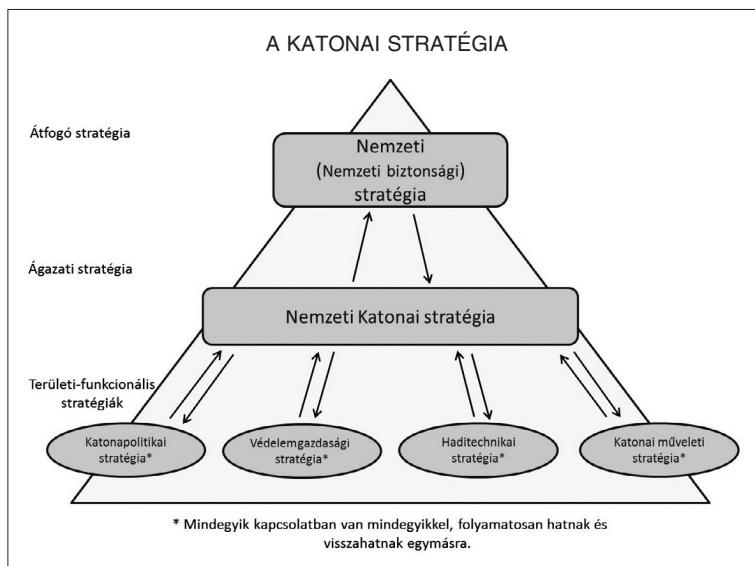 A KATONAI STRATÉGIA
Átfogó stratégia
Nemzeti
(Nemzeti biztonsági)
stratégia
Ágazati stratégia
Nemzeti Katonai stratégia
Területi-funkcionális
stratégiák
Katonapolitikai
stratégia*
Védelemgazdasági
stratégia*
Haditechnikai
stratégia*
Katonai műveleti
stratégia*
* Mindegyik kapcsolatban van mindegyikkel, folyamatosan hatnak és
visszahatnak egymásra.